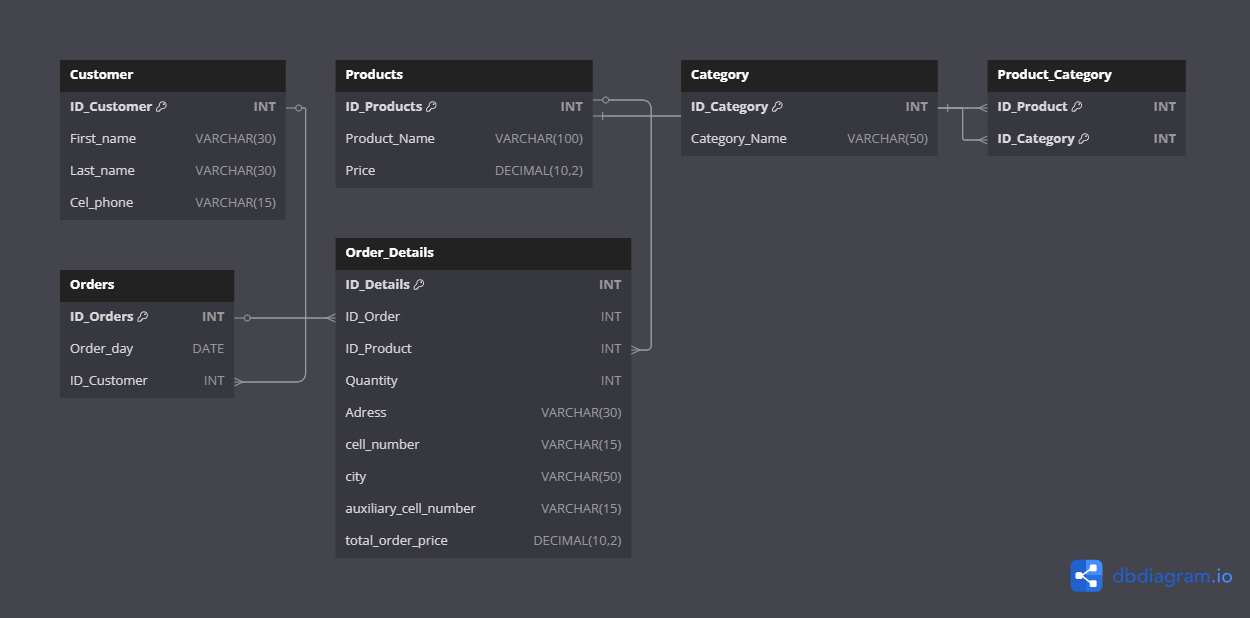 Customer
ID_Customer INT
First_name VARCHAR(30)
Last_name VARCHAR(30)
Cel_phone VARCHAR(15)
Products
ID_Products INT
Product_Name VARCHAR(100)
Price DECIMAL(10,2)
Category
ID_Category INT
Category_Name VARCHAR(50)
Product_Category
ID_Product INT
ID_Category INT
Orders
ID_Orders INT
Order_day DATE
ID_Customer INT
Order_Details
ID_Details INT
ID_Order INT
ID_Product INT
Quantity INT
Adress VARCHAR(30)
cell_number VARCHAR(15)
city VARCHAR(50)
auxiliary_cell_number VARCHAR(15)
total_order_price DECIMAL(10,2)
dbdiagram.io